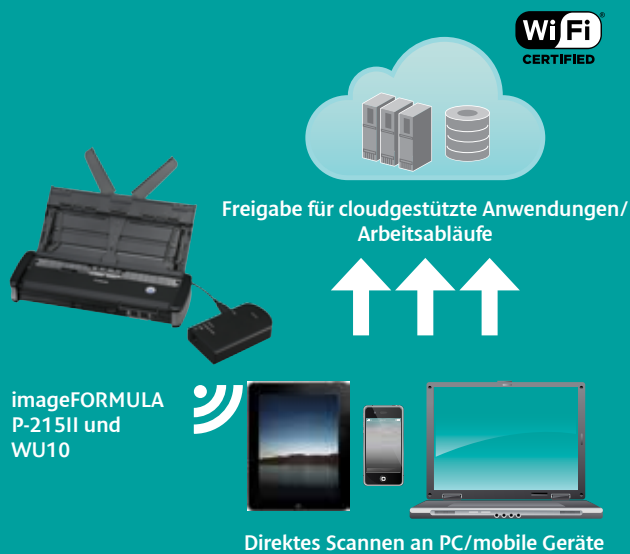 Wi Fi
CERTIFIED
Freigabe für cloudgestützte Anwendungen/
Arbeitsabläufe
imageFORMULA
P-215II und
WU10
Direktes Scannen an PC/mobile Geräte